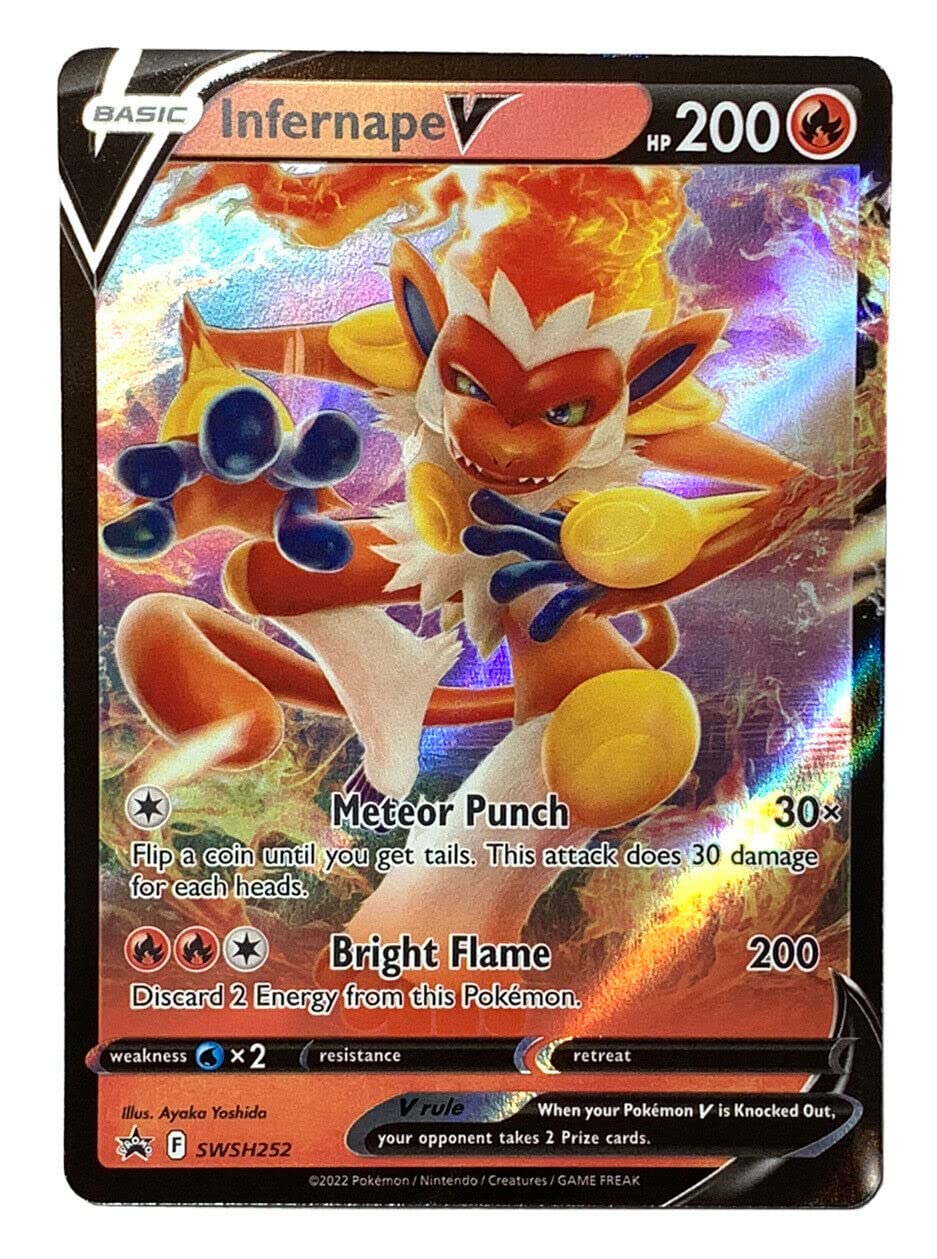 BASIC Infernape V HP 200
Meteor Punch 30×
Flip a coin until you get tails. This attack does 30 damage
for each heads.
Bright Flame 200
Discard 2 Energy from this Pokémon.
weakness ×2 resistance retreat
Illus. Ayaka Yoshida
V rule When your Pokémon V is Knocked Out,
your opponent takes 2 Prize cards.
PROMO F SWSH252
©2022 Pokémon / Nintendo / Creatures / GAME FREAK